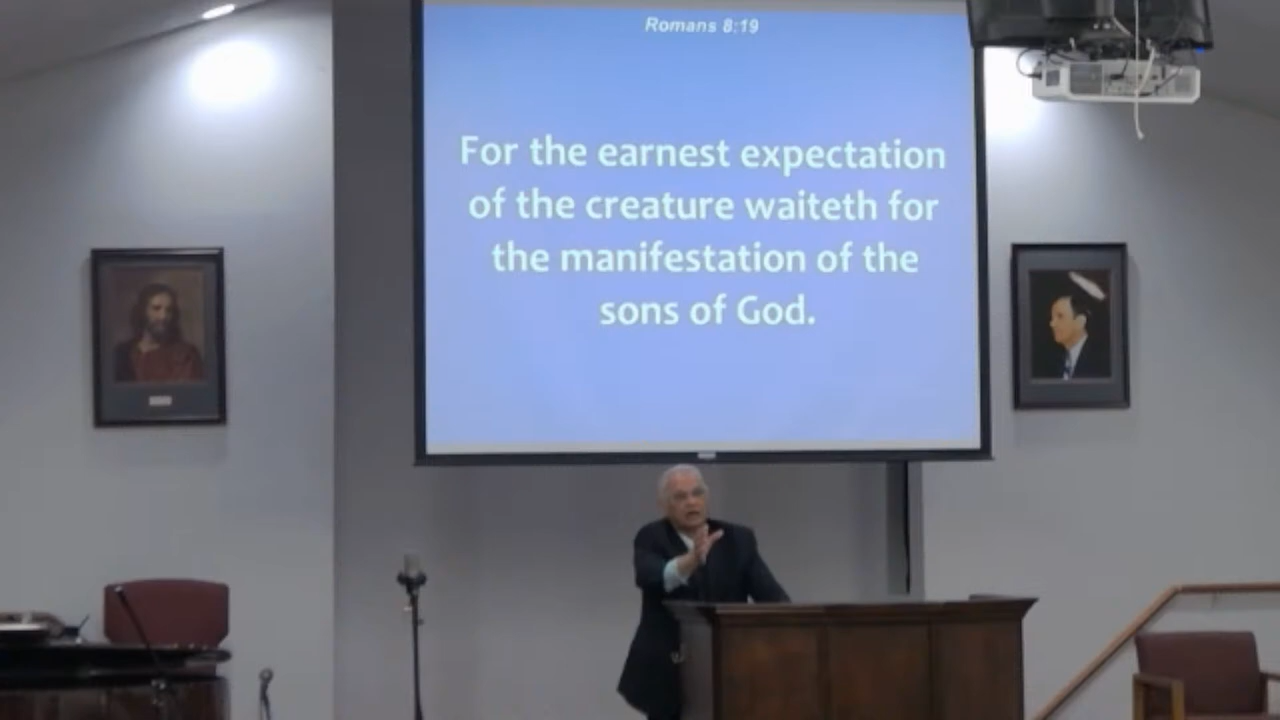 Romans 8:19
For the earnest expectation
of the creature waiteth for
the manifestation of the
sons of God.